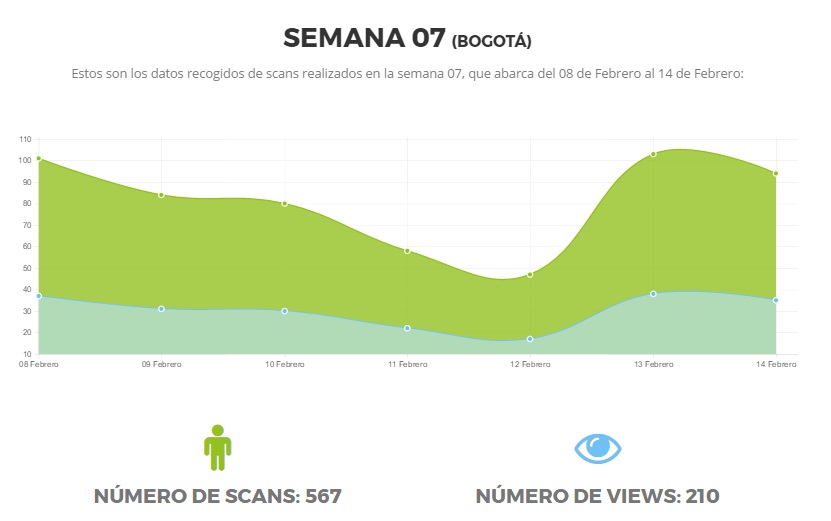 SEMANA 07 (BOGOTÁ)
Estos son los datos recogidos de scans realizados en la semana 07, que abarca del 08 de Febrero al 14 de Febrero:
110
100
90
80
70
60
50
40
30
20
10
08 Febrero 09 Febrero 10 Febrero 11 Febrero 12 Febrero 13 Febrero 14 Febrero
NÚMERO DE SCANS: 567 NÚMERO DE VIEWS: 210